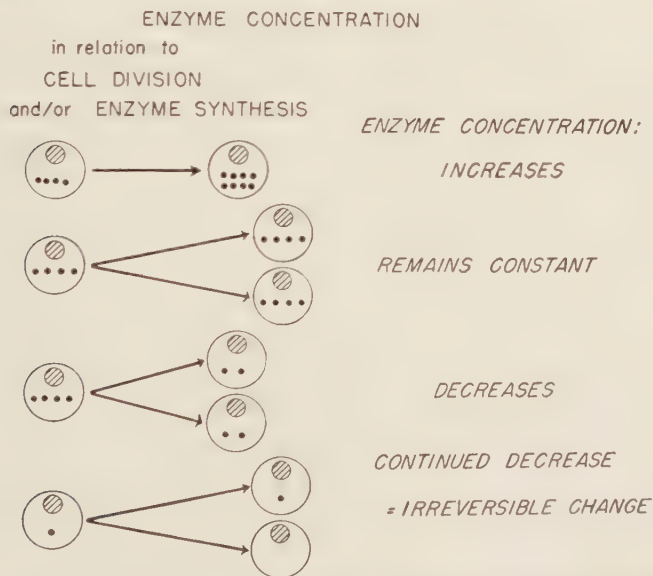 ENZYME CONCENTRATION
in relation to
CELL DIVISION
and/or ENZYME SYNTHESIS
ENZYME CONCENTRATION:
INCREASES
REMAINS CONSTANT
DECREASES
CONTINUED DECREASE
= IRREVERSIBLE CHANGE